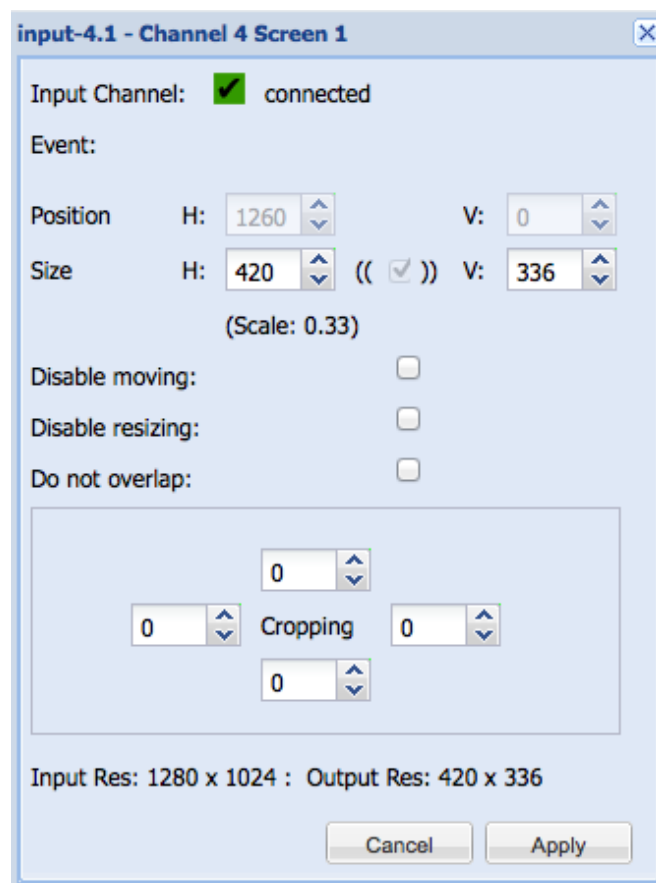 input-4.1 - Channel 4 Screen 1
Input Channel: connected
Event:
Position H: 1260 V: 0
Size H: 420 (( )) V: 336
(Scale: 0.33)
Disable moving:
Disable resizing:
Do not overlap:
0
0 Cropping 0
0
Input Res: 1280 x 1024 : Output Res: 420 x 336
Cancel Apply